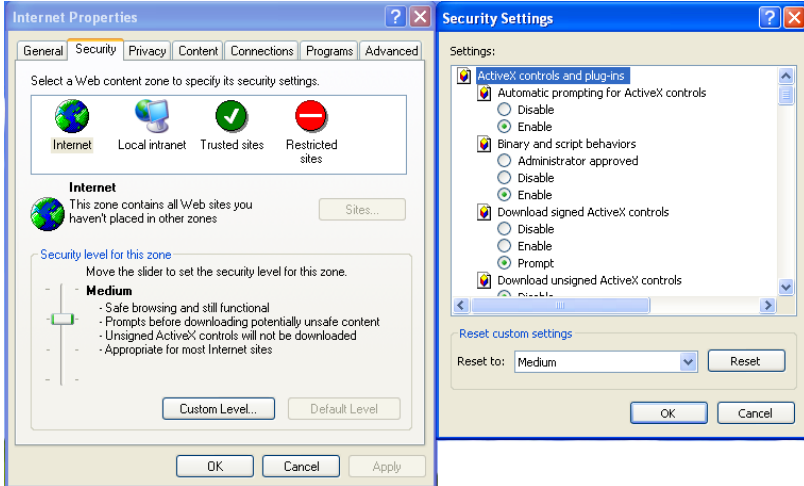 Internet Properties
General Security Privacy Content Connections Programs Advanced
Select a Web content zone to specify its security settings.
Internet Local intranet Trusted sites Restricted
sites
Internet
This zone contains all Web sites you
haven't placed in other zones
Sites...
Security level for this zone
Move the slider to set the security level for this zone.
Medium
- Safe browsing and still functional
- Prompts before downloading potentially unsafe content
- Unsigned ActiveX controls will not be downloaded
- Appropriate for most Internet sites
Custom Level... Default Level
OK Cancel Apply
Security Settings
Settings:
ActiveX controls and plug-ins
Automatic prompting for ActiveX controls
Disable
Enable
Binary and script behaviors
Administrator approved
Disable
Enable
Download signed ActiveX controls
Disable
Enable
Prompt
Download unsigned ActiveX controls
Disable
Reset custom settings
Reset to: Medium Reset
OK Cancel